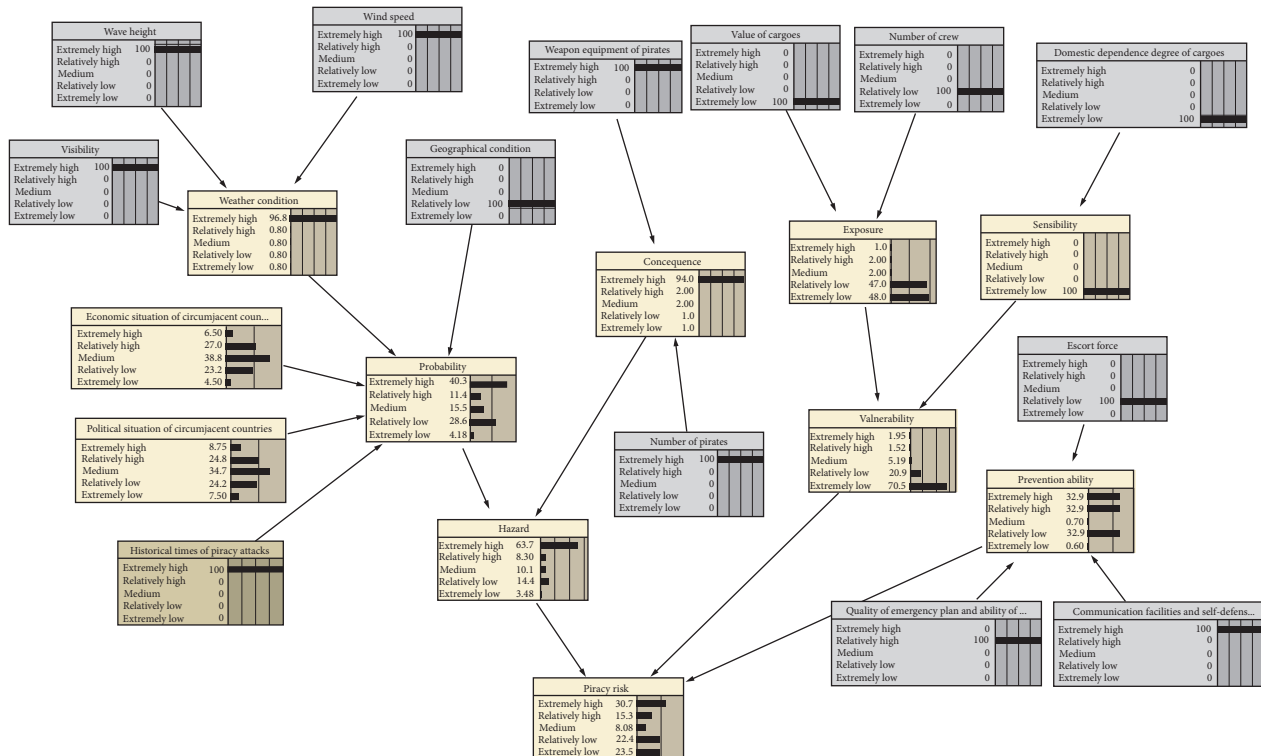 Wave height
Extremely high 100
Relatively high 0
Medium 0
Relatively low 0
Extremely low 0
Wind speed
Extremely high 100
Relatively high 0
Medium 0
Relatively low 0
Extremely low 0
Weapon equipment of pirates
Extremely high 100
Relatively high 0
Relatively low 0
Extremely low 0
Value of cargoes
Extremely high 0
Relatively high 0
Medium 0
Relatively low 0
Extremely low 100
Number of crew
Extremely high 0
Relatively high 0
Medium 0
Relatively low 100
Extremely low 0
Domestic dependence degree of cargoes
Extremely high 0
Relatively high 0
Medium 0
Relatively low 0
Extremely low 100
Visibility
Extremely high 100
Relatively high 0
Medium 0
Relatively low 0
Extremely low 0
Geographical condition
Extremely high 0
Relatively high 0
Medium 0
Relatively low 100
Extremely low 0
Weather condition
Extremely high 96.8
Relatively high 0.80
Medium 0.80
Relatively low 0.80
Extremely low 0.80
Concequence
Extremely high 94.0
Relatively high 2.00
Medium 2.00
Relatively low 1.0
Extremely low 1.0
Exposure
Extremely high 1.0
Relatively high 2.00
Medium 2.00
Relatively low 47.0
Extremely low 48.0
Sensibility
Extremely high 0
Relatively high 0
Medium 0
Relatively low 0
Extremely low 100
Economic situation of circumjacent coun...
Extremely high 6.50
Relatively high 27.0
Medium 38.8
Relatively low 23.2
Extremely low 4.50
Probability
Extremely high 40.3
Relatively high 11.4
Medium 15.5
Relatively low 28.6
Extremely low 4.18
Escort force
Extremely high 0
Relatively high 0
Medium 0
Relatively low 100
Extremely low 0
Political situation of circumjacent countries
Extremely high 8.75
Relatively high 24.8
Medium 34.7
Relatively low 24.2
Extremely low 7.50
Number of pirates
Extremely high 100
Relatively high 0
Medium 0
Relatively low 0
Extremely low 0
Valnerability
Extremely high 1.95
Relatively high 1.52
Medium 5.19
Relatively low 20.9
Extremely low 70.5
Prevention ability
Extremely high 32.9
Relatively high 32.9
Medium 0.70
Relatively low 32.9
Extremely low 0.60
Historical times of piracy attacks
Extremely high 100
Relatively high 0
Medium 0
Relatively low 0
Extremely low 0
Hazard
Extremely high 63.7
Relatively high 8.30
Medium 10.1
Relatively low 14.4
Extremely low 3.48
Quality of emergency plan and ability of ...
Extremely high 0
Relatively high 100
Medium 0
Relatively low 0
Extremely low 0
Communication facilities and self-defens...
Extremely high 100
Relatively high 0
Medium 0
Relatively low 0
Extremely low 0
Piracy risk
Extremely high 30.7
Relatively high 15.3
Medium 8.08
Relatively low 22.4
Extremely low 23.5